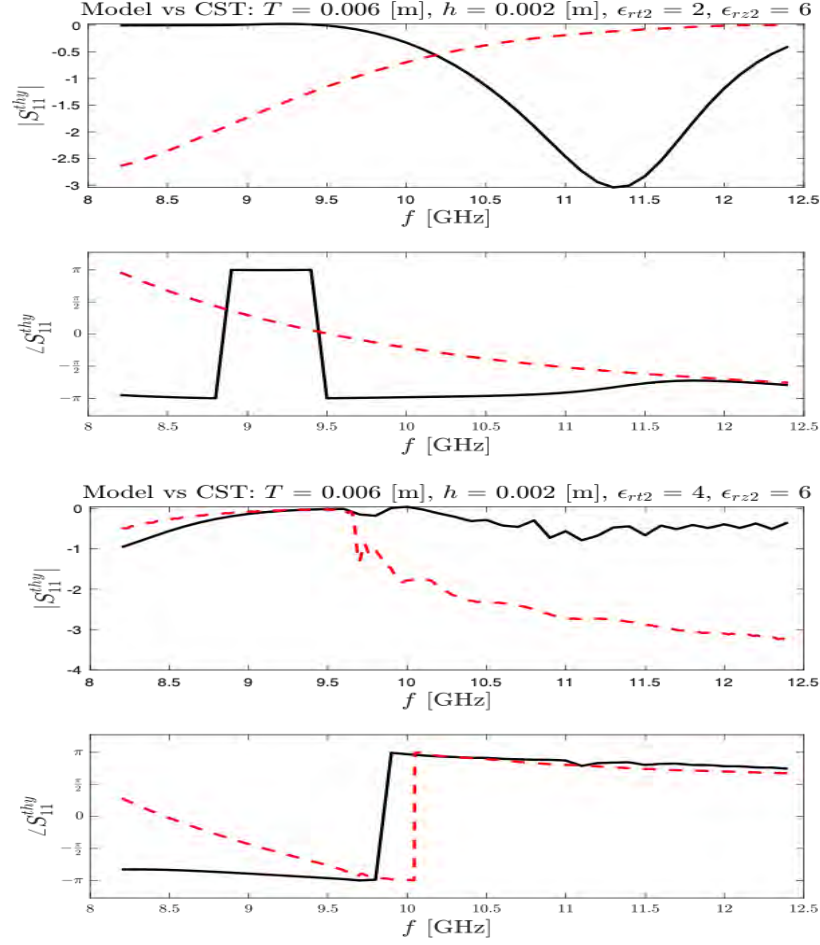 Model vs CST: T = 0.006 [m], h = 0.002 [m], ϵrt2 = 2, ϵrz2 = 6
0
-0.5
-1
-1.5
-2
-2.5
-3
|S₁₁ᵗʰʸ|
8 8.5 9 9.5 10 10.5 11 11.5 12 12.5
f [GHz]
π
π/2
0
−π/2
−π
∠S₁₁ᵗʰʸ
8 8.5 9 9.5 10 10.5 11 11.5 12 12.5
f [GHz]
Model vs CST: T = 0.006 [m], h = 0.002 [m], ϵrt2 = 4, ϵrz2 = 6
0
-1
-2
-3
-4
|S₁₁ᵗʰʸ|
8 8.5 9 9.5 10 10.5 11 11.5 12 12.5
f [GHz]
π
π/2
0
−π/2
−π
∠S₁₁ᵗʰʸ
8 8.5 9 9.5 10 10.5 11 11.5 12 12.5
f [GHz]